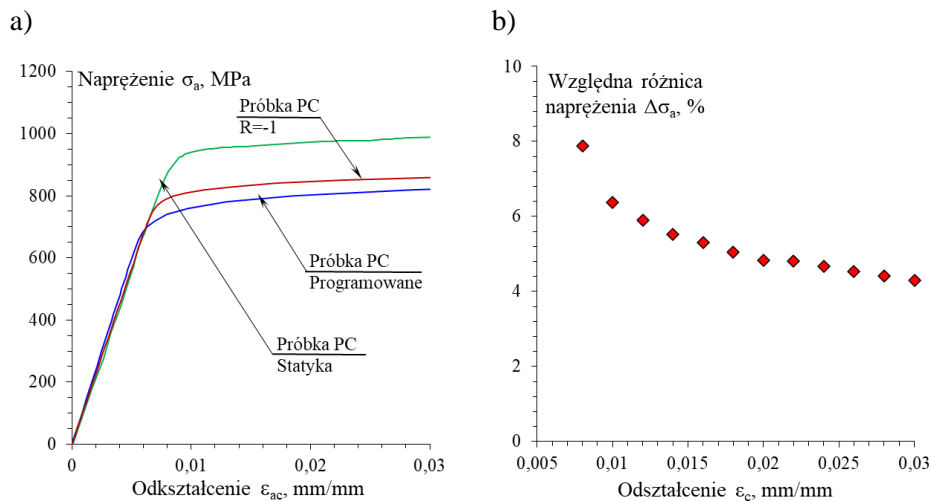 a)
b)
1200
1000
800
600
400
200
0
Naprężenie σa, MPa
Próbka PC
R=-1
Próbka PC
Programowane
Próbka PC
Statyka
0
0,01
0,02
0,03
Odkształcenie εac, mm/mm
10
8
6
4
2
0
Względna różnica
naprężenia Δσa, %
0,005
0,01
0,015
0,02
0,025
0,03
Odszałcenie εc, mm/mm